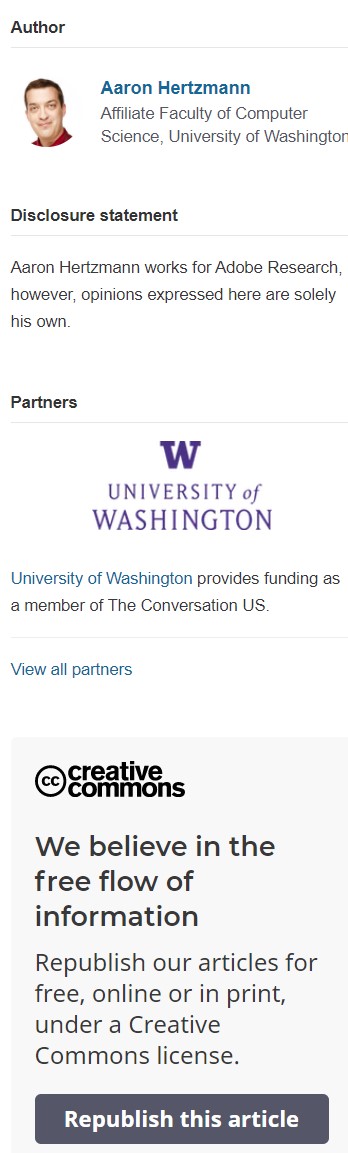 Author
Aaron Hertzmann
Affiliate Faculty of Computer
Science, University of Washington
Disclosure statement
Aaron Hertzmann works for Adobe Research,
however, opinions expressed here are solely
his own.
Partners
W
UNIVERSITY of
WASHINGTON
University of Washington provides funding as
a member of The Conversation US.
View all partners
cc creative
commons
We believe in the
free flow of
information
Republish our articles for
free, online or in print,
under a Creative
Commons license.
Republish this article